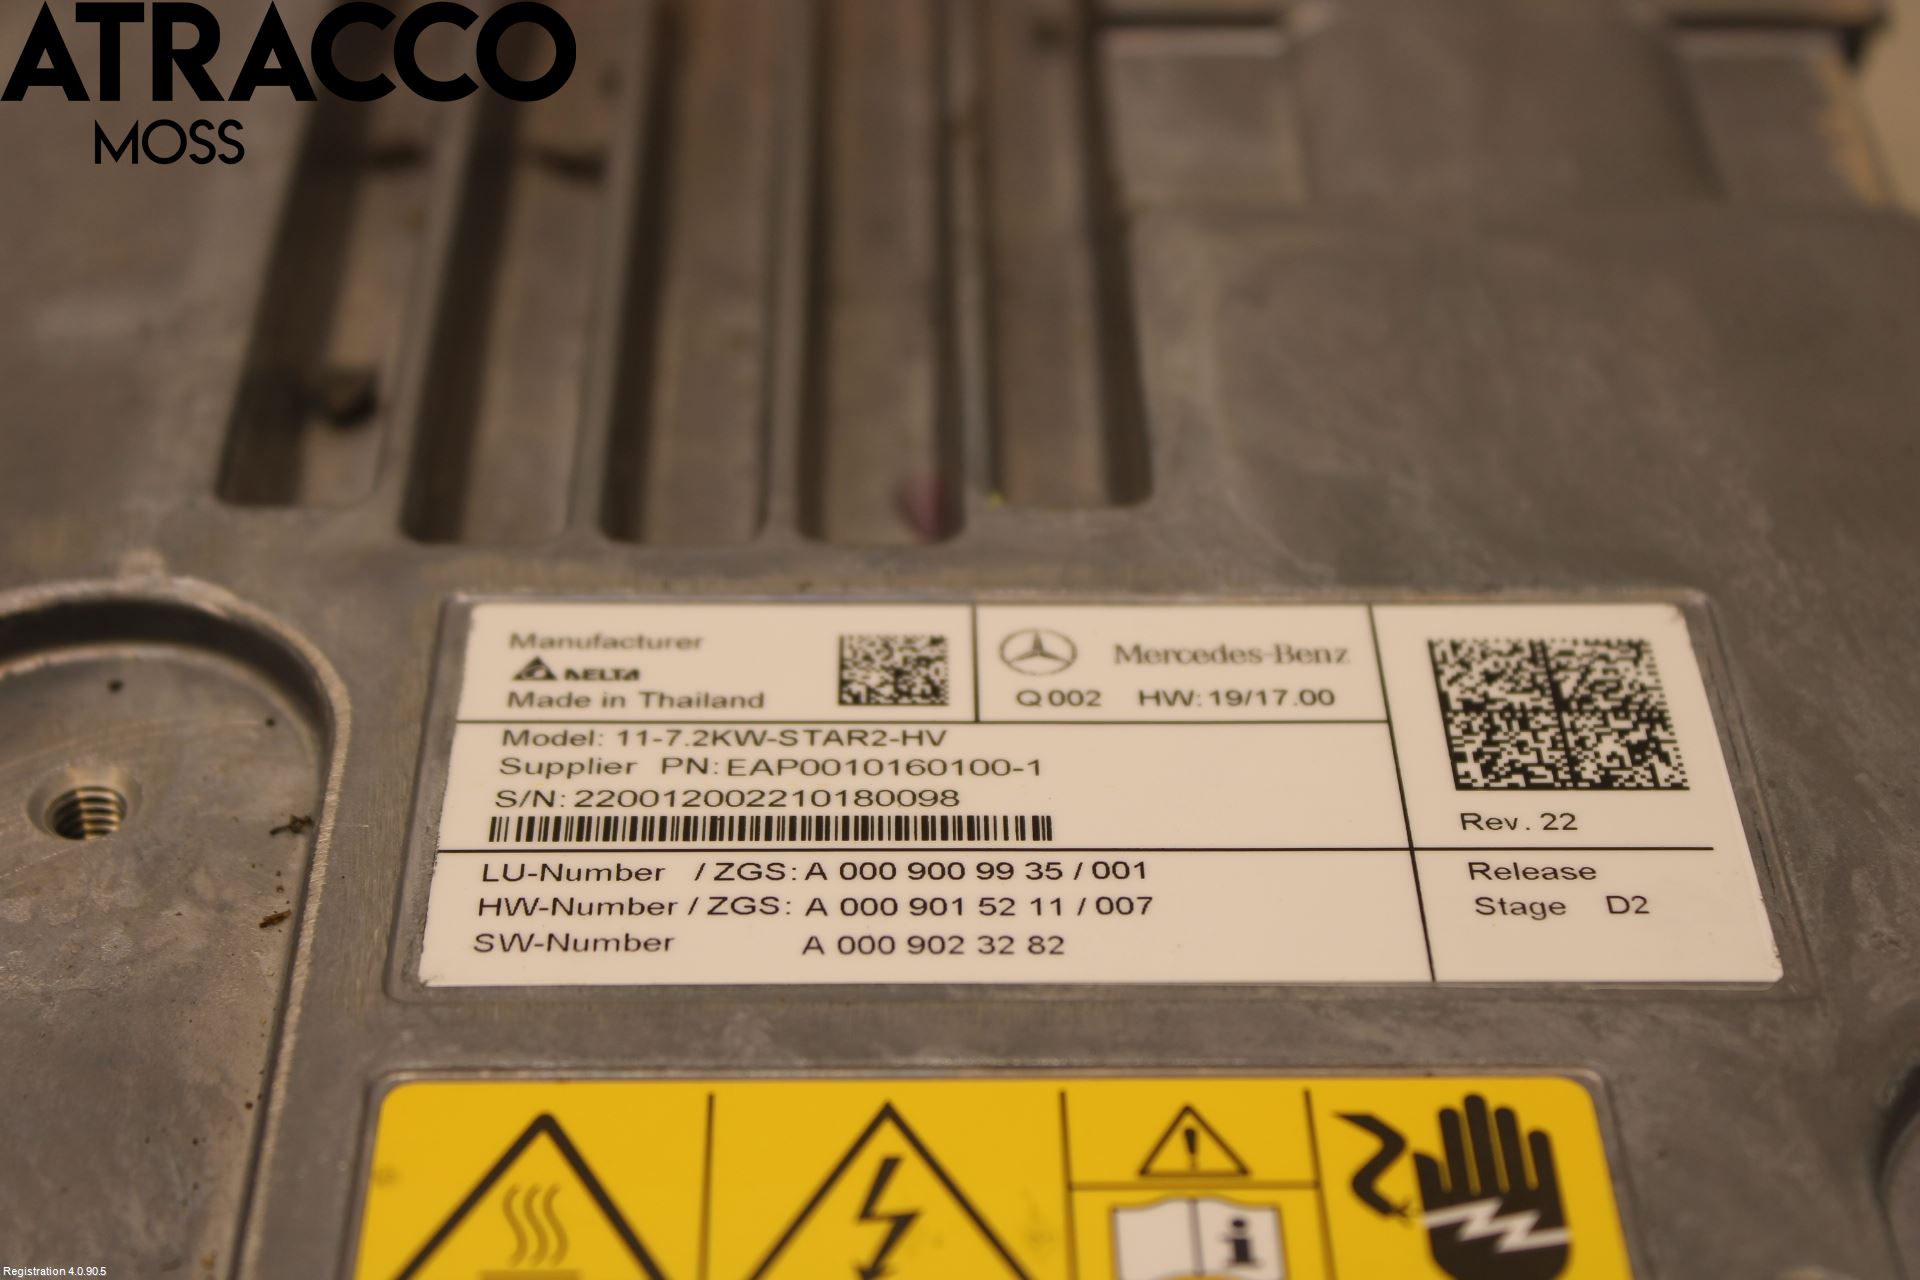 ATRACCO
MOSS
Manufacturer
DELTA
Made in Thailand
Mercedes-Benz
Q 002 HW: 19/17.00
Model: 11-7.2KW-STAR2-HV
Supplier PN: EAP0010160100-1
S/N: 220012002210180098
Rev. 22
LU-Number / ZGS: A 000 900 99 35 / 001
HW-Number / ZGS: A 000 901 52 11 / 007
SW-Number A 000 902 32 82
Release
Stage D2
Registration 4.0.90.5